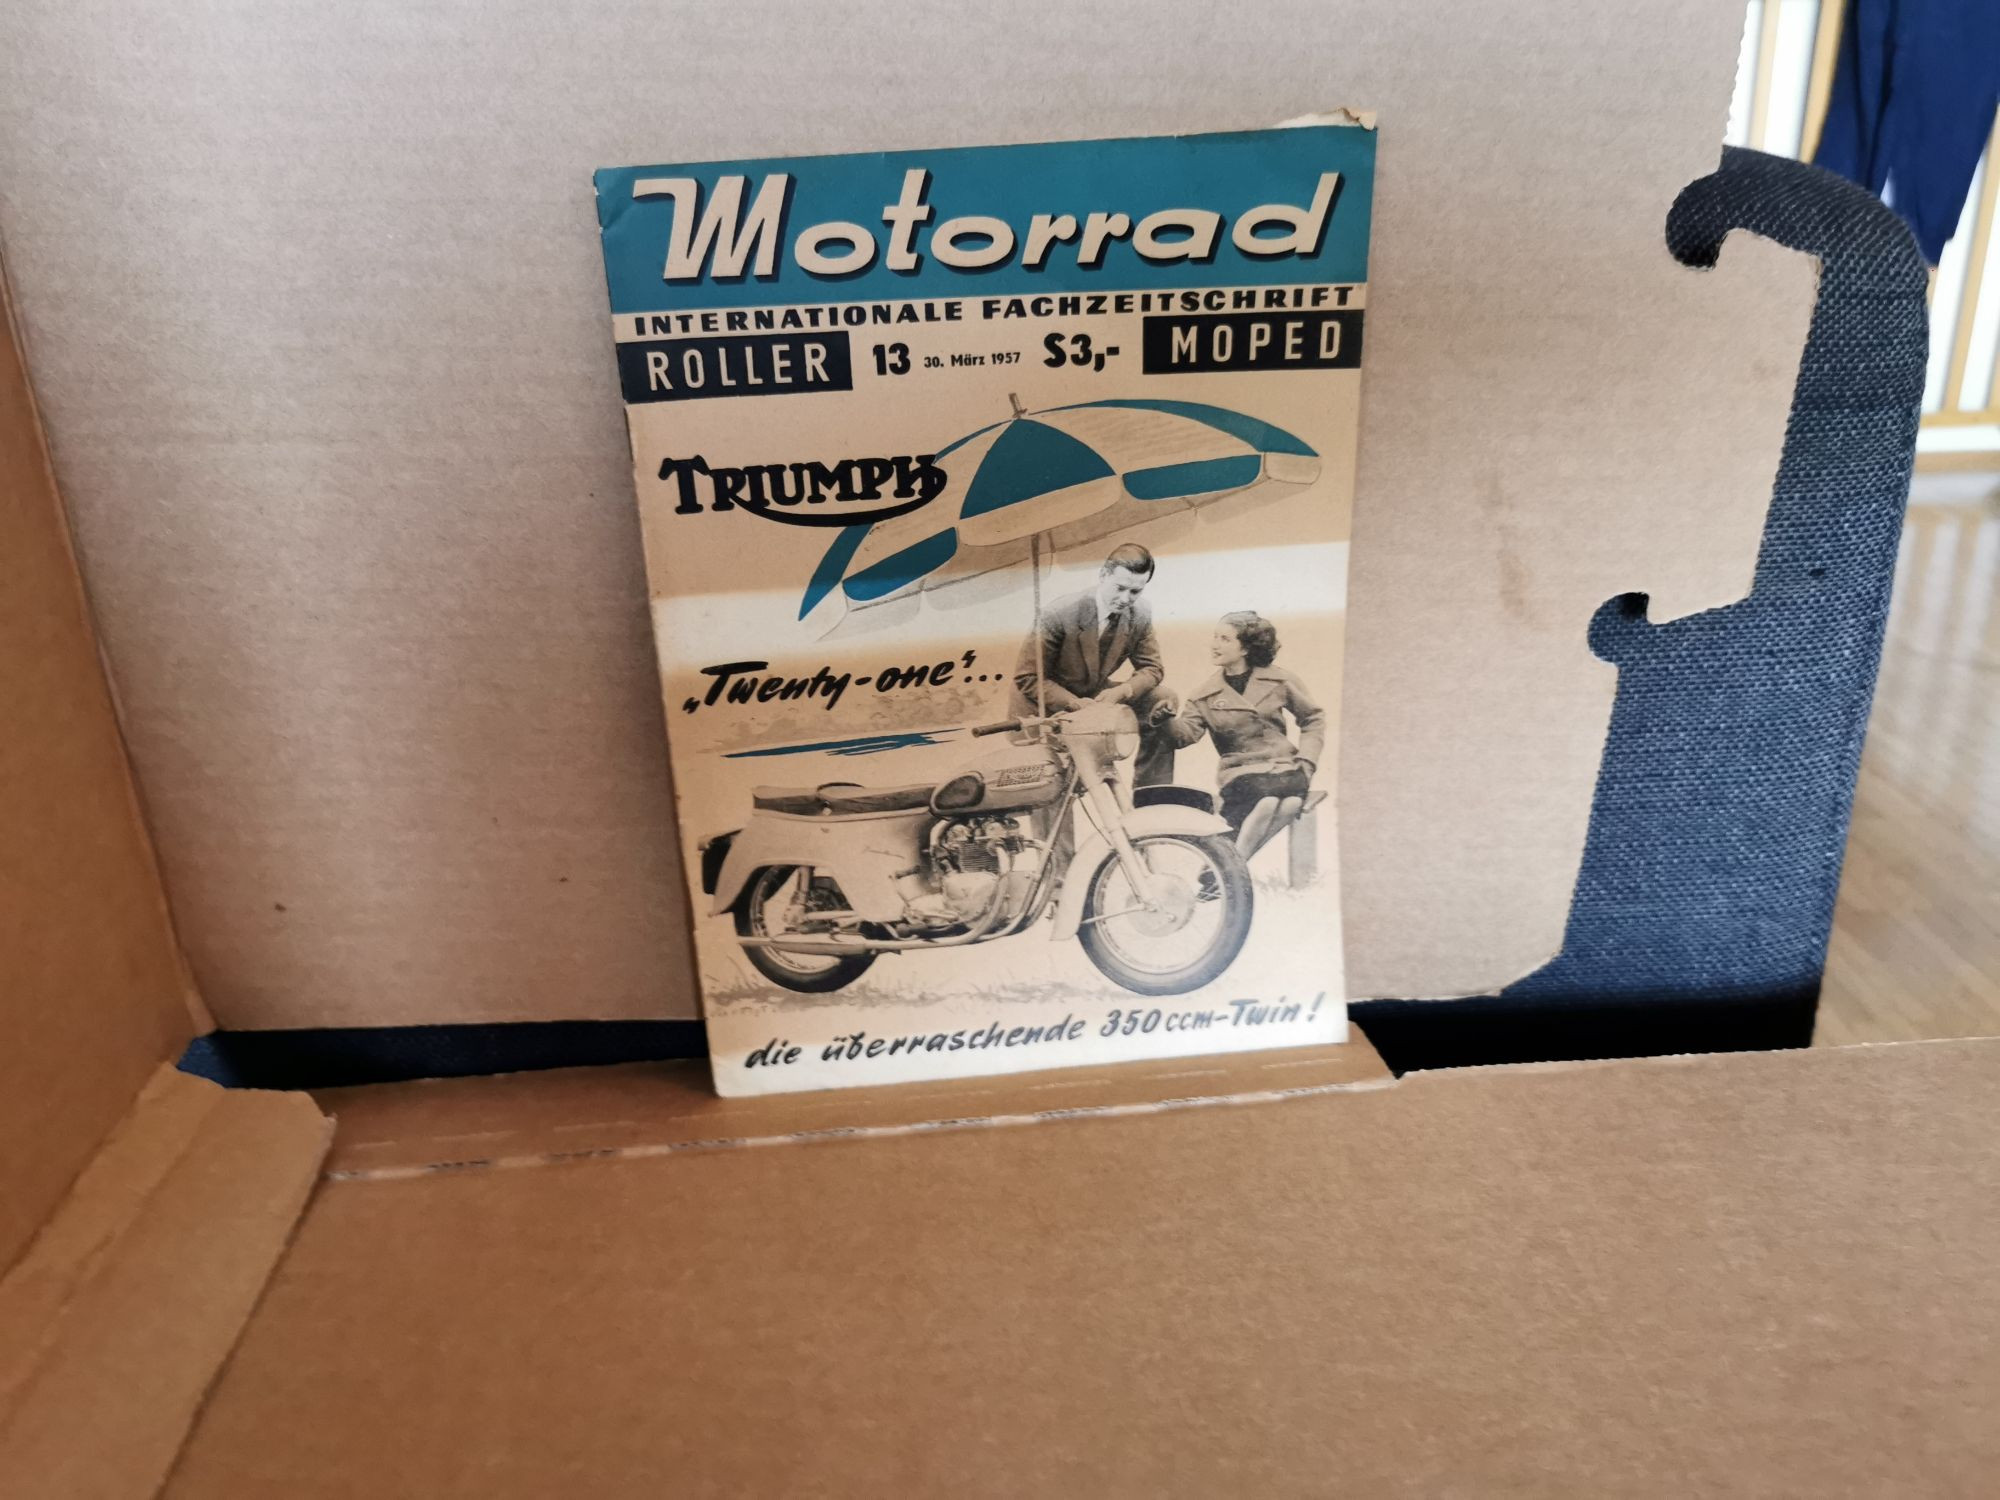 Motorrad
INTERNATIONALE FACHZEITSCHRIFT
ROLLER 13 30. März 1957 S3,- MOPED
TRIUMPH
„Twenty-one“...
die überraschende 350 ccm-Twin!